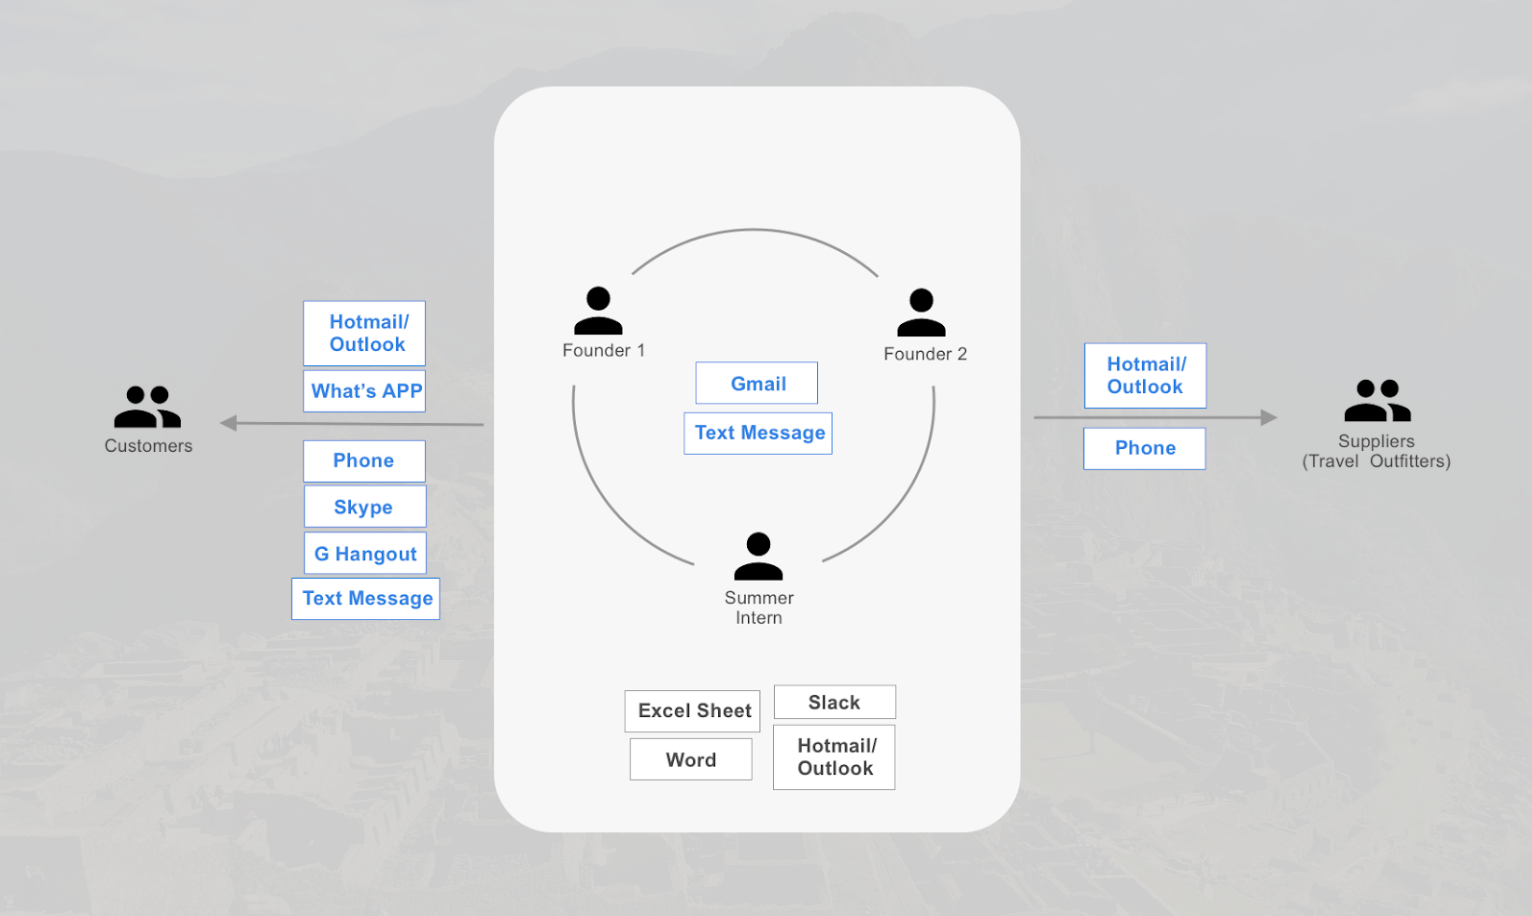 Hotmail/
Outlook
What's APP
Customers
Phone
Skype
G Hangout
Text Message
Founder 1
Founder 2
Gmail
Text Message
Summer
Intern
Excel Sheet
Word
Slack
Hotmail/
Outlook
Hotmail/
Outlook
Phone
Suppliers
(Travel Outfitters)